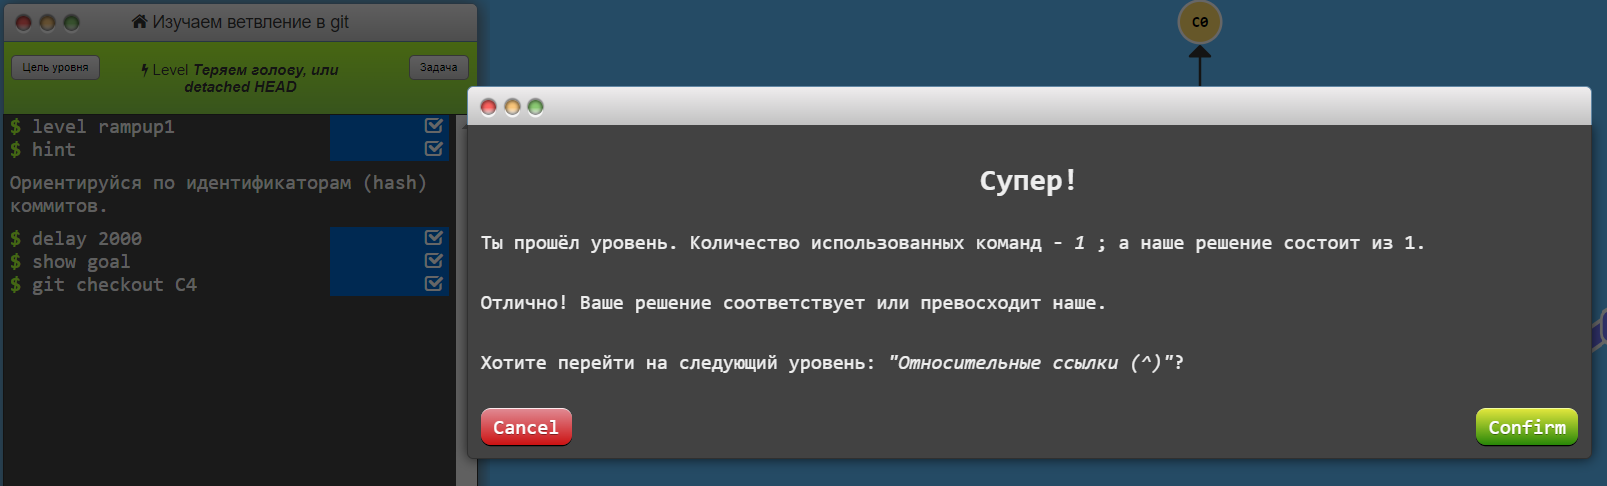 Изучаем ветвление в git
Цель уровня
Level Теряем голову, или
detached HEAD
Задача
$ level rampup1
$ hint
Ориентируйся по идентификаторам (hash)
коммитов.
$ delay 2000
$ show goal
$ git checkout C4
C0
Супер!
Ты прошёл уровень. Количество использованных команд - 1 ; а наше решение состоит из 1.
Отлично! Ваше решение соответствует или превосходит наше.
Хотите перейти на следующий уровень: "Относительные ссылки (^)"?
Cancel
Confirm